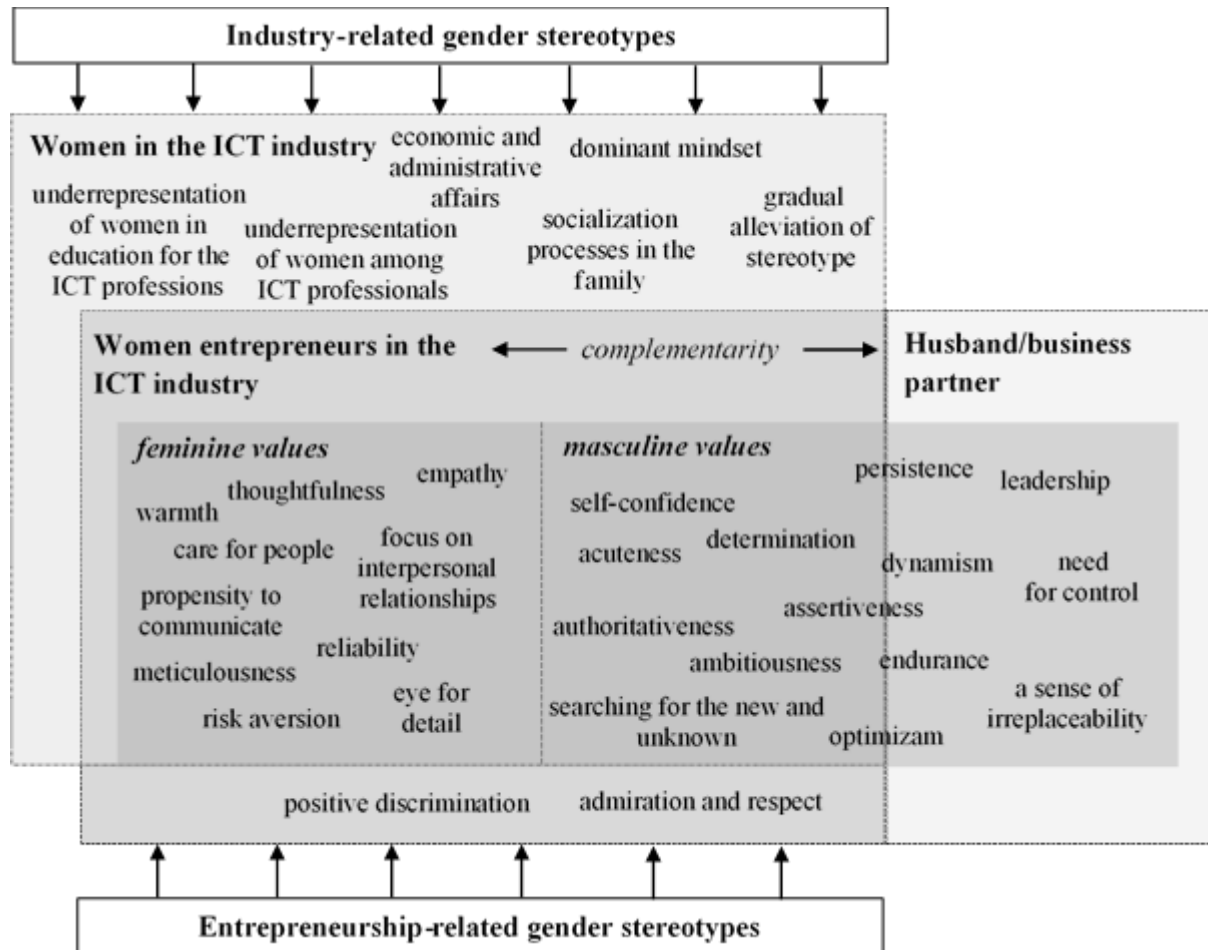 Industry-related gender stereotypes
Women in the ICT industry
economic and
administrative
affairs
dominant mindset
underrepresentation
of women in
education for the
ICT professions
underrepresentation
of women among
ICT professionals
socialization
processes in the
family
gradual
alleviation of
stereotype
Women entrepreneurs in the
ICT industry
complementarity
Husband/business
partner
feminine values
empathy
thoughtfulness
warmth
care for people
focus on
interpersonal
relationships
propensity to
communicate
reliability
meticulousness
eye for
detail
risk aversion
masculine values
persistence
leadership
self-confidence
determination
acuteness
dynamism
need
for control
assertiveness
authoritativeness
ambitiousness
endurance
a sense of
irreplaceability
searching for the new and
unknown
optimizam
positive discrimination
admiration and respect
Entrepreneurship-related gender stereotypes